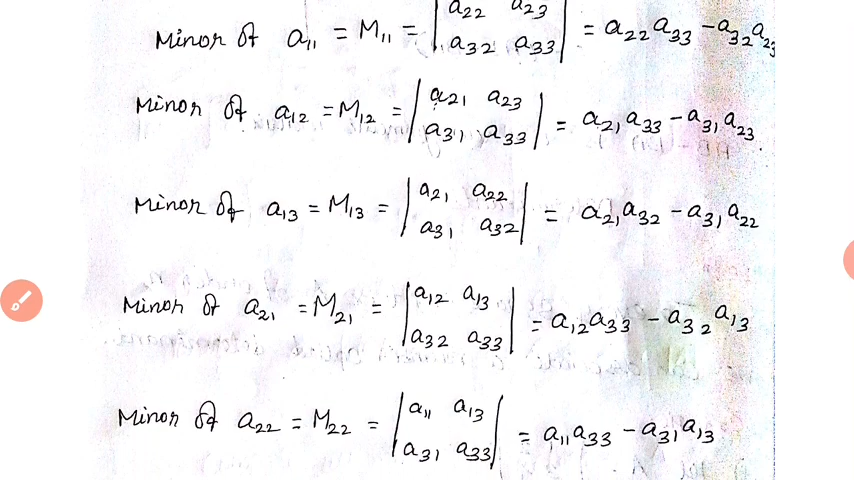 Minor of a₁₁ = M₁₁ = |a₂₂ a₂₃ / a₃₂ a₃₃| = a₂₂a₃₃ - a₃₂a₂₃
Minor of a₁₂ = M₁₂ = |a₂₁ a₂₃ / a₃₁ a₃₃| = a₂₁a₃₃ - a₃₁a₂₃
Minor of a₁₃ = M₁₃ = |a₂₁ a₂₂ / a₃₁ a₃₂| = a₂₁a₃₂ - a₃₁a₂₂
Minor of a₂₁ = M₂₁ = |a₁₂ a₁₃ / a₃₂ a₃₃| = a₁₂a₃₃ - a₃₂a₁₃
Minor of a₂₂ = M₂₂ = |a₁₁ a₁₃ / a₃₁ a₃₃| = a₁₁a₃₃ - a₃₁a₁₃